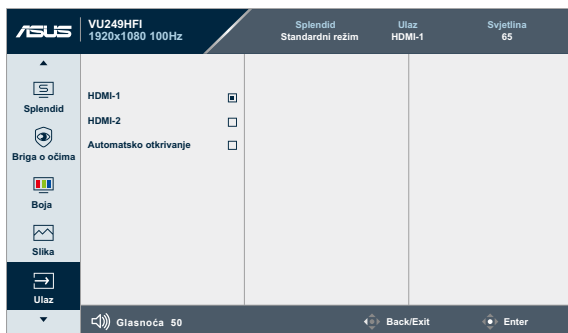 ASUS
VU249HFI
1920x1080 100Hz
Splendid
Standardni režim
Ulaz
HDMI-1
Svjetlina
65
Splendid
Briga o očima
Boja
Slika
Ulaz
HDMI-1
HDMI-2
Automatsko otkrivanje
Glasnoća 50
Back/Exit
Enter